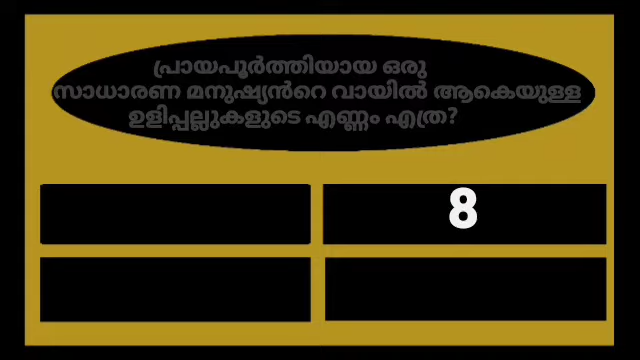 പ്രായപൂർത്തിയായ ഒരു
സാധാരണ മനുഷ്യൻറെ വായിൽ ആകെയുള്ള
ഉളിപ്പല്ലുകളുടെ എണ്ണം എത്ര?
8